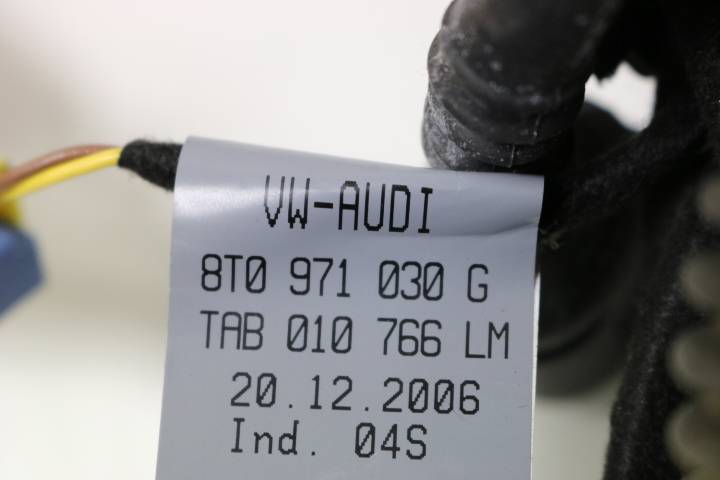 VW-AUDI
8T0 971 030 G
TAB 010 766 LM
20.12.2006
Ind. 04S